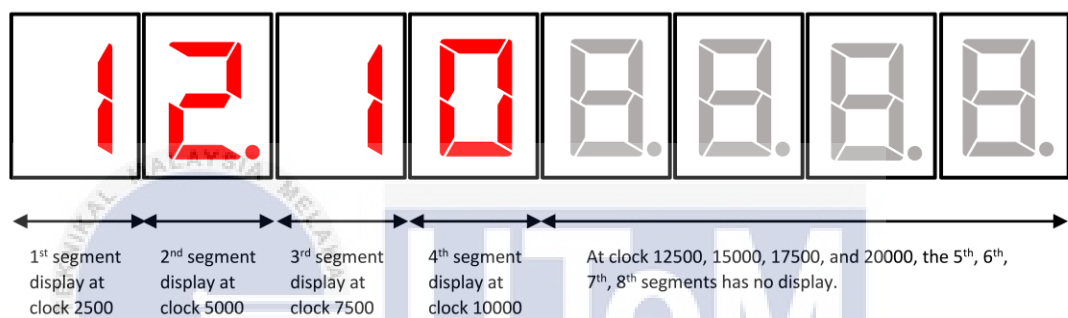 12.10
1st segment
display at
clock 2500
2nd segment
display at
clock 5000
3rd segment
display at
clock 7500
4th segment
display at
clock 10000
At clock 12500, 15000, 17500, and 20000, the 5th, 6th,
7th, 8th segments has no display.
MALAYSIA
UTeM